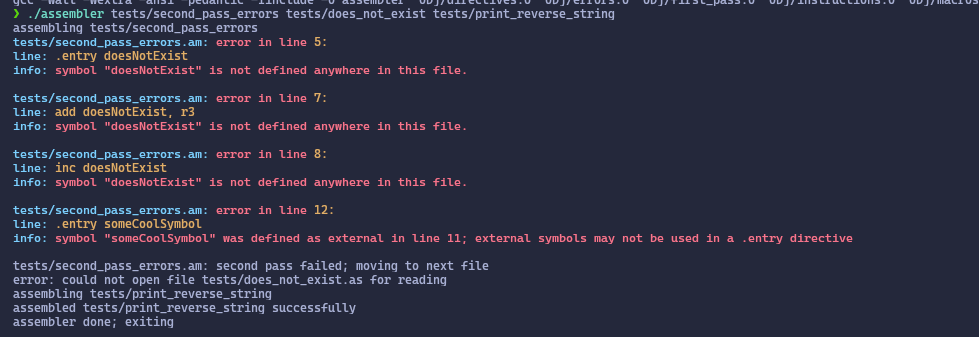 gcc -Wall -Wextra -ansi -pedantic -Iinclude -o assembler obj/directives.o obj/errors.o obj/first_pass.o obj/instructions.o obj/macros
❯ ./assembler tests/second_pass_errors tests/does_not_exist tests/print_reverse_string
assembling tests/second_pass_errors
tests/second_pass_errors.am: error in line 5:
line: .entry doesNotExist
info: symbol "doesNotExist" is not defined anywhere in this file.
tests/second_pass_errors.am: error in line 7:
line: add doesNotExist, r3
info: symbol "doesNotExist" is not defined anywhere in this file.
tests/second_pass_errors.am: error in line 8:
line: inc doesNotExist
info: symbol "doesNotExist" is not defined anywhere in this file.
tests/second_pass_errors.am: error in line 12:
line: .entry someCoolSymbol
info: symbol "someCoolSymbol" was defined as external in line 11; external symbols may not be used in a .entry directive
tests/second_pass_errors.am: second pass failed; moving to next file
error: could not open file tests/does_not_exist.as for reading
assembling tests/print_reverse_string
assembled tests/print_reverse_string successfully
assembler done; exiting